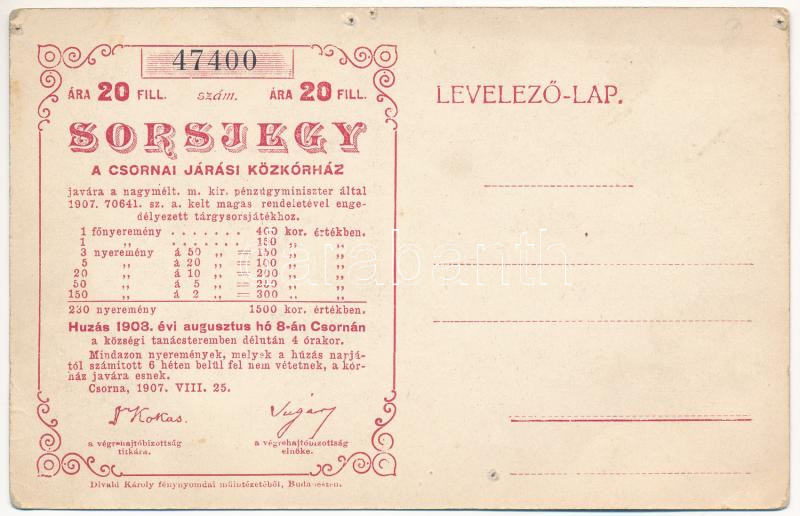 47400
ÁRA 20 FILL. szám. ÁRA 20 FILL.
SORSJEGY
A CSORNAI JÁRÁSI KÖZKÓRHÁZ
javára a nagymélt. m. kir. pénzügyminiszter által
1907. 70641. sz. a. kelt magas rendeletével enge-
délyezett tárgysorsjátékhoz.
1 főnyeremény . . . . . . . 400 kor. értékben.
1 „ . . . . . . . „ „
3 nyeremény á 50 „ = 150 „ „
5 „ á 20 „ = 100 „ „
20 „ á 10 „ = 200 „ „
50 „ á 5 „ = 250 „ „
150 „ á 2 „ = 300 „ „
230 nyeremény 1500 kor. értékben.
Huzás 1908. évi augusztus hó 8-án Csornán
a községi tanácsteremben délután 4 órakor.
Mindazon nyeremények, melyek a húzás napjá-
tól számított 6 héten belül fel nem vétetnek, a kór-
ház javára esnek.
Csorna, 1907. VIII. 25.
Dr Kokas. Sugár
a végrehajtóbizottság a végrehajtóbizottság
titkára. elnöke.
Divald Károly fénynyomdai műintézetéből, Budapesten.
LEVELEZŐ-LAP.
darabanth